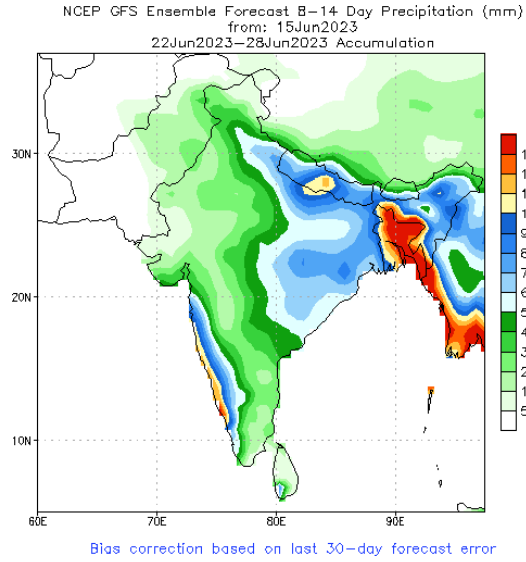 NCEP GFS Ensemble Forecast 8-14 Day Precipitation (mm)
from: 15Jun2023
22Jun2023-28Jun2023 Accumulation
30N
20N
10N
60E
70E
80E
90E
Bias correction based on last 30-day forecast error